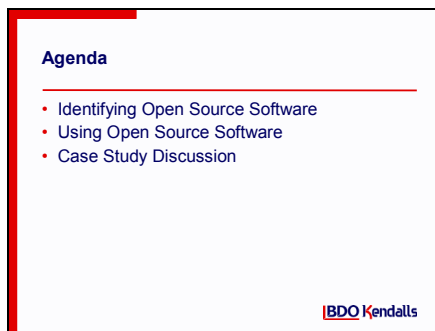 Agenda
• Identifying Open Source Software
• Using Open Source Software
• Case Study Discussion
BDO Kendalls